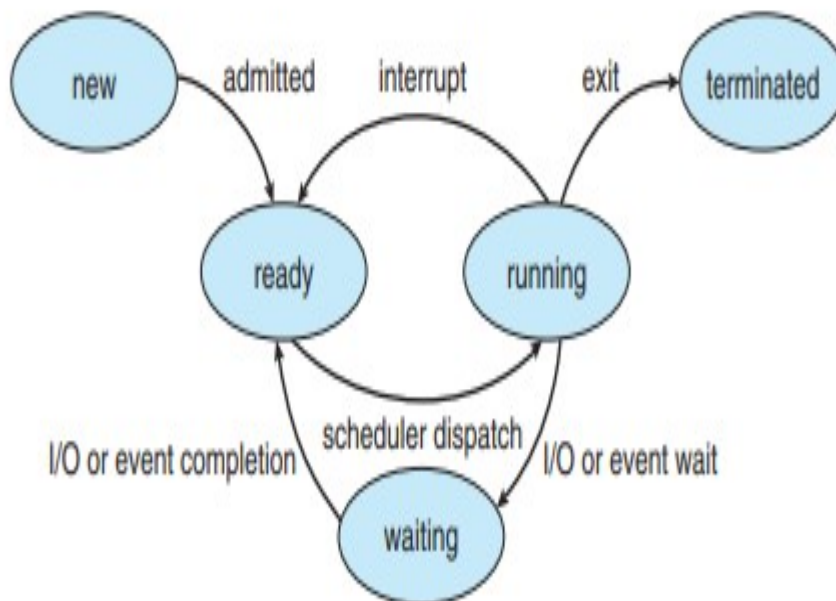 new
admitted
interrupt
exit
terminated
ready
running
scheduler dispatch
I/O or event completion
I/O or event wait
waiting